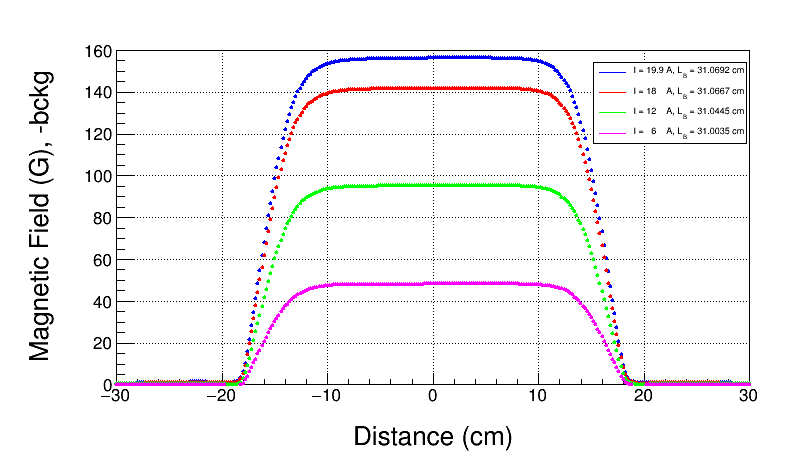 Magnetic Field (G), -bckg
160
140
120
100
80
60
40
20
0
I = 19.9 A, L_B = 31.0692 cm
I = 18 A, L_B = 31.0667 cm
I = 12 A, L_B = 31.0445 cm
I = 6 A, L_B = 31.0035 cm
−30 −20 −10 0 10 20 30
Distance (cm)